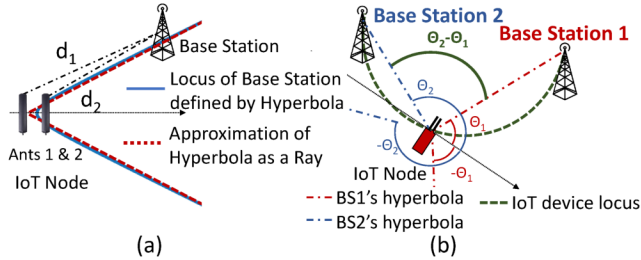 d1
Base Station
Locus of Base Station
defined by Hyperbola
d2
Approximation of
Hyperbola as a Ray
Ants 1 & 2
IoT Node
(a)
Base Station 2
Base Station 1
Θ2-Θ1
Θ2
Θ1
-Θ2
-Θ1
IoT Node
BS1's hyperbola
BS2's hyperbola
IoT device locus
(b)